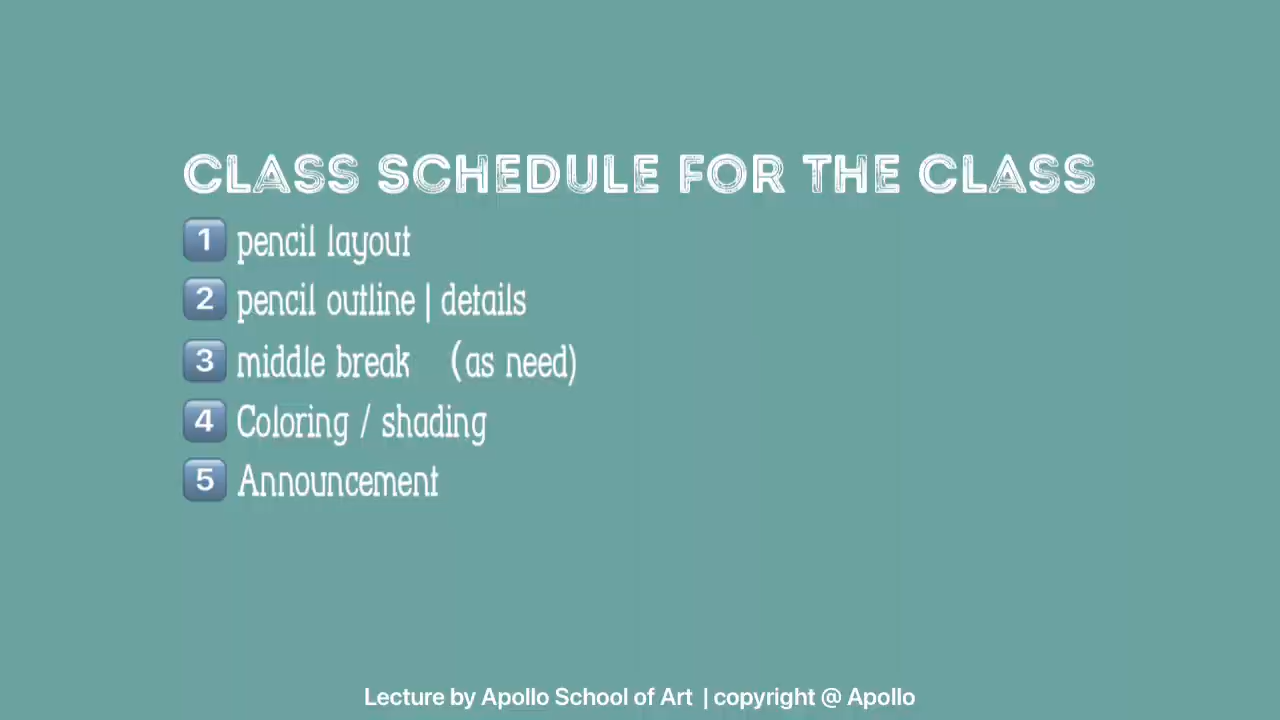 CLASS SCHEDULE FOR THE CLASS
1 pencil layout
2 pencil outline | details
3 middle break (as need)
4 Coloring / shading
5 Announcement
Lecture by Apollo School of Art | copyright @ Apollo